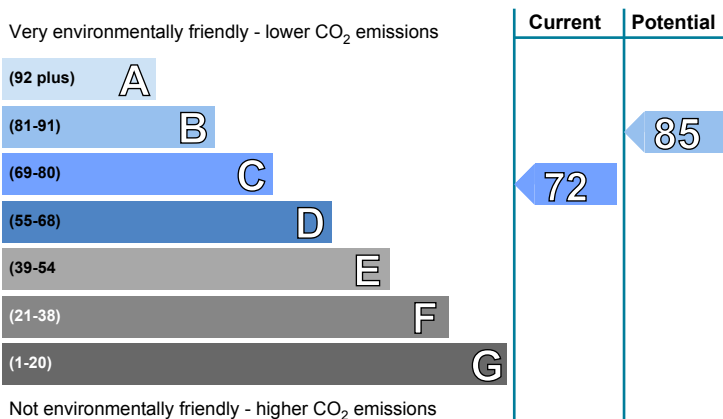 Very environmentally friendly - lower CO2 emissions
Current
Potential
(92 plus) A
(81-91) B
85
(69-80) C
72
(55-68) D
(39-54 E
(21-38) F
(1-20) G
Not environmentally friendly - higher CO2 emissions